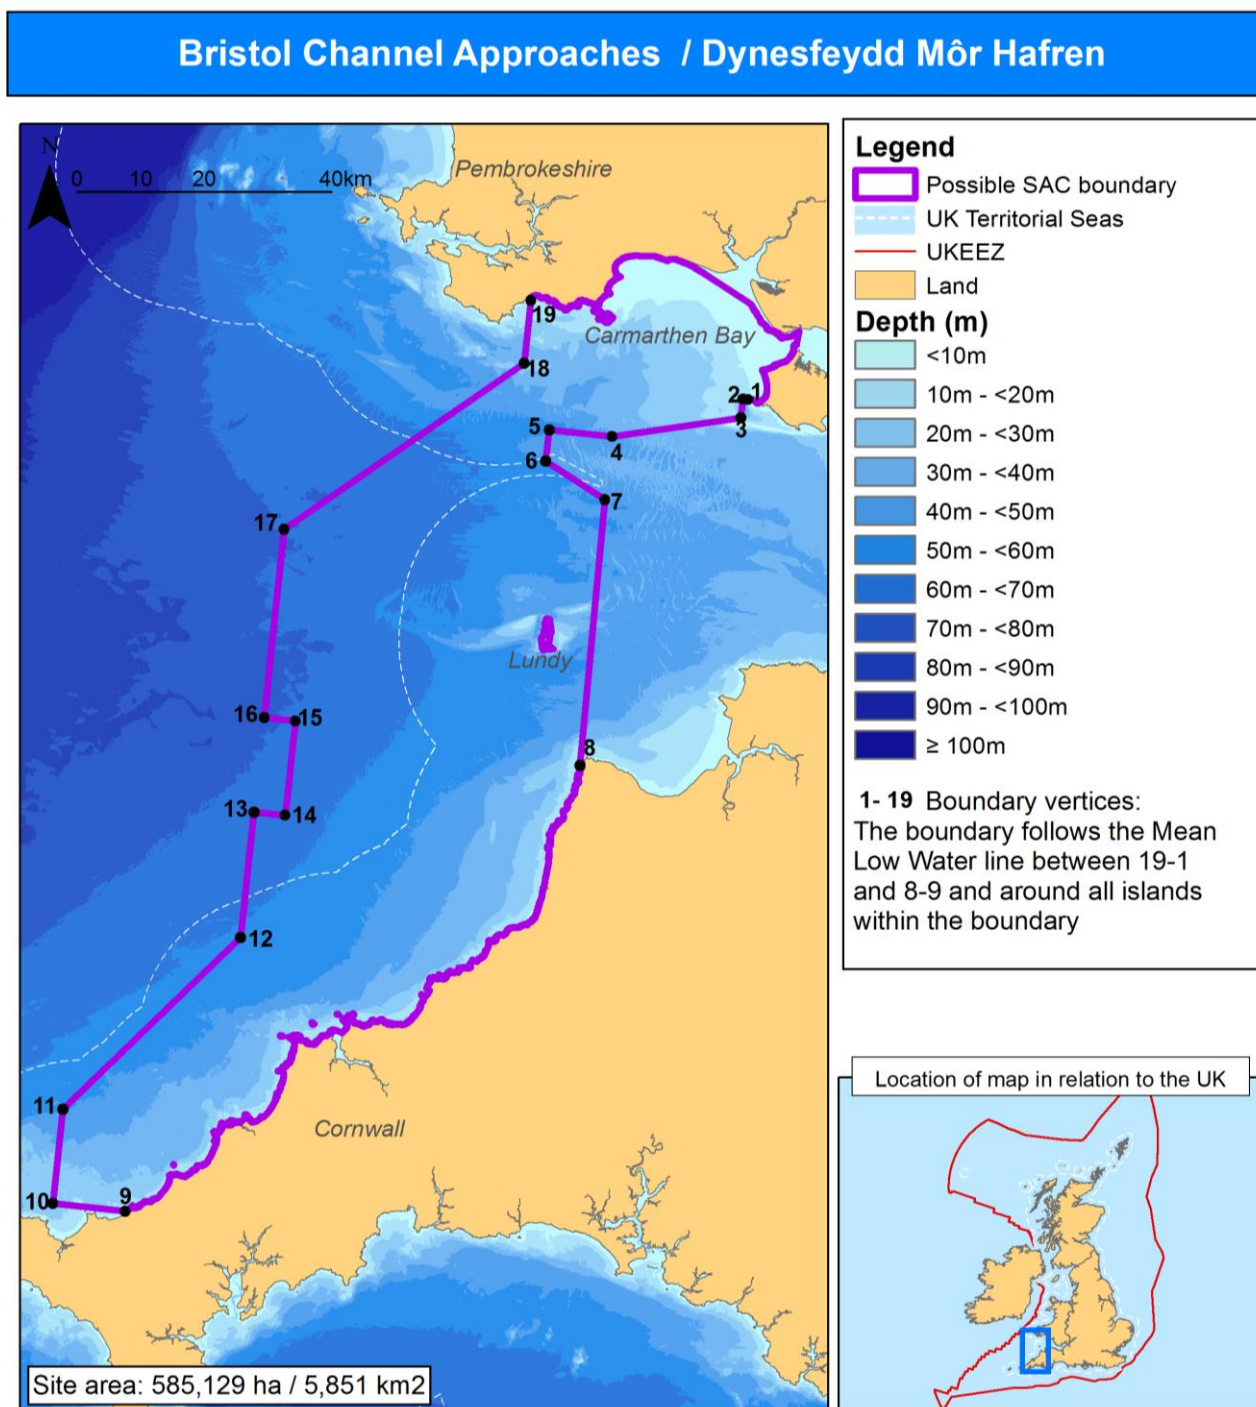 Bristol Channel Approaches / Dynesfeydd Môr Hafren
N
0 10 20 40km
Pembrokeshire
19
Carmarthen Bay
18
2 1
3
5
4
6
7
17
Lundy
16 15
8
13 14
12
11
Cornwall
10 9
Site area: 585,129 ha / 5,851 km2
Legend
Possible SAC boundary
UK Territorial Seas
UKEEZ
Land
Depth (m)
<10m
10m - <20m
20m - <30m
30m - <40m
40m - <50m
50m - <60m
60m - <70m
70m - <80m
80m - <90m
90m - <100m
≥ 100m
1- 19 Boundary vertices:
The boundary follows the Mean
Low Water line between 19-1
and 8-9 and around all islands
within the boundary
Location of map in relation to the UK